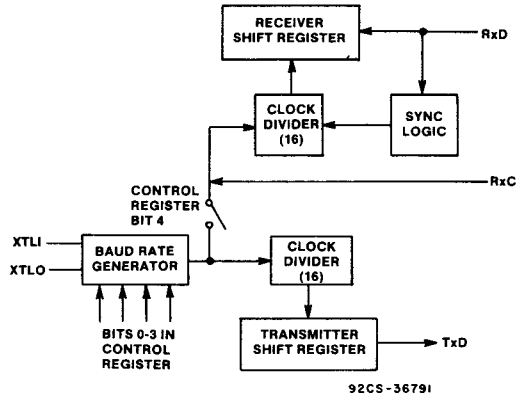 RECEIVER
SHIFT REGISTER
RxD
CLOCK
DIVIDER
(16)
SYNC
LOGIC
RxC
CONTROL
REGISTER
BIT 4
XTLI
XTLO
BAUD RATE
GENERATOR
CLOCK
DIVIDER
(16)
BITS 0-3 IN
CONTROL
REGISTER
TRANSMITTER
SHIFT REGISTER
TxD
92CS-36791